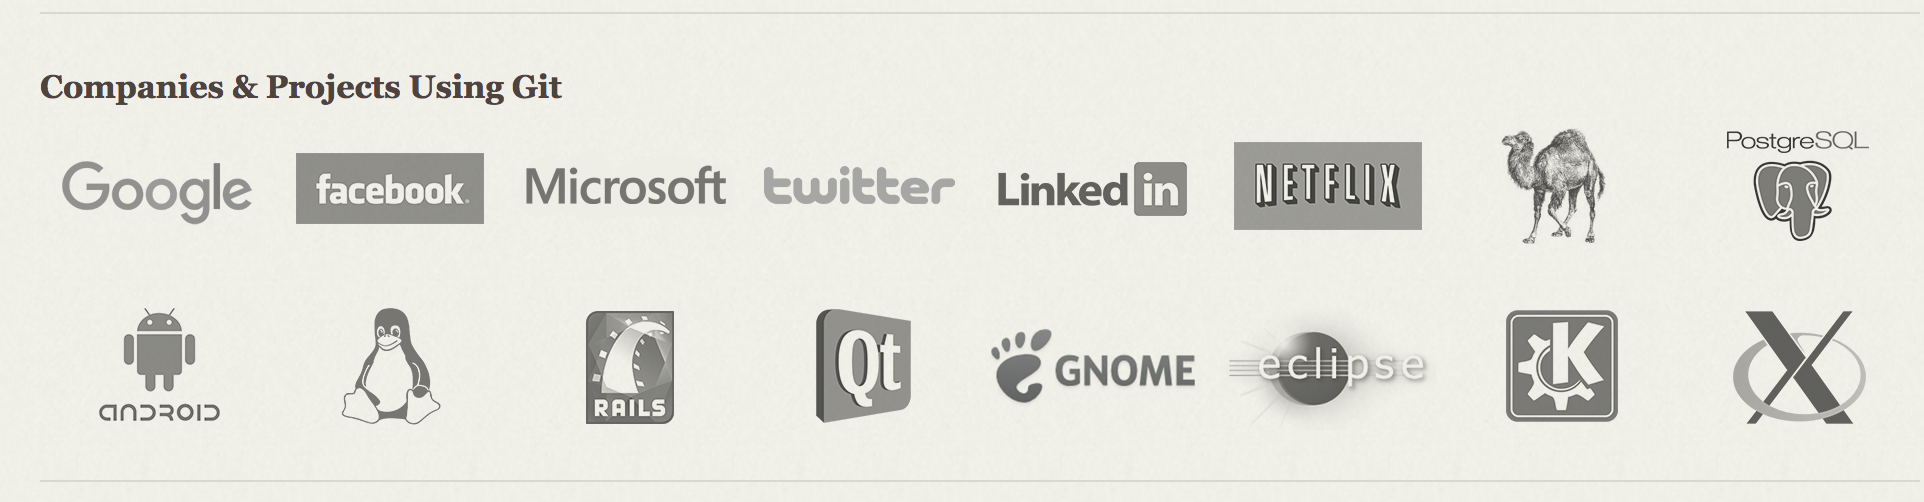 Companies & Projects Using Git
Google
facebook
Microsoft
twitter
Linked in
NETFLIX
PostgreSQL
ANDROID
RAILS
Qt
GNOME
eclipse
K
X